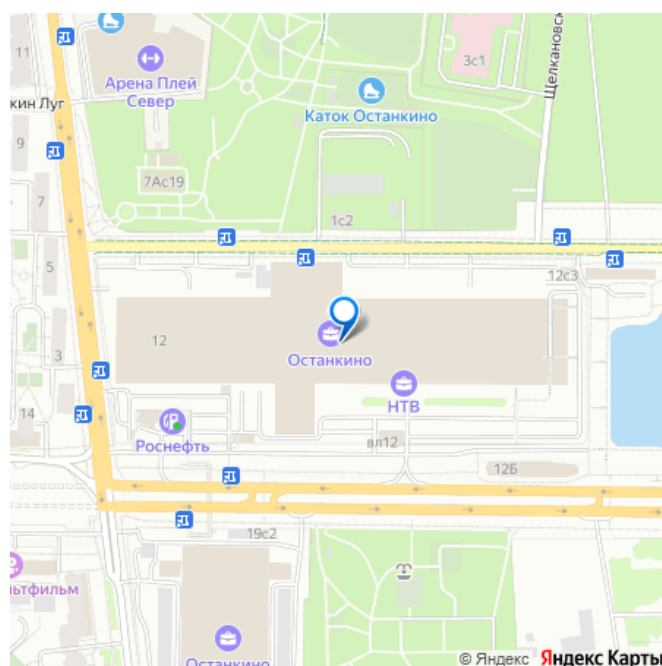 11
Арена Плей
Север
3с1
Щелкановск
кин Луг
Каток Останкино
9
7Ас19
7
1с2
5
12с3
12
Останкино
3
НТВ
14
Роснефть
вл12
12Б
19с2
льтфильм
Останкино
© Яндекс Яндекс Карты